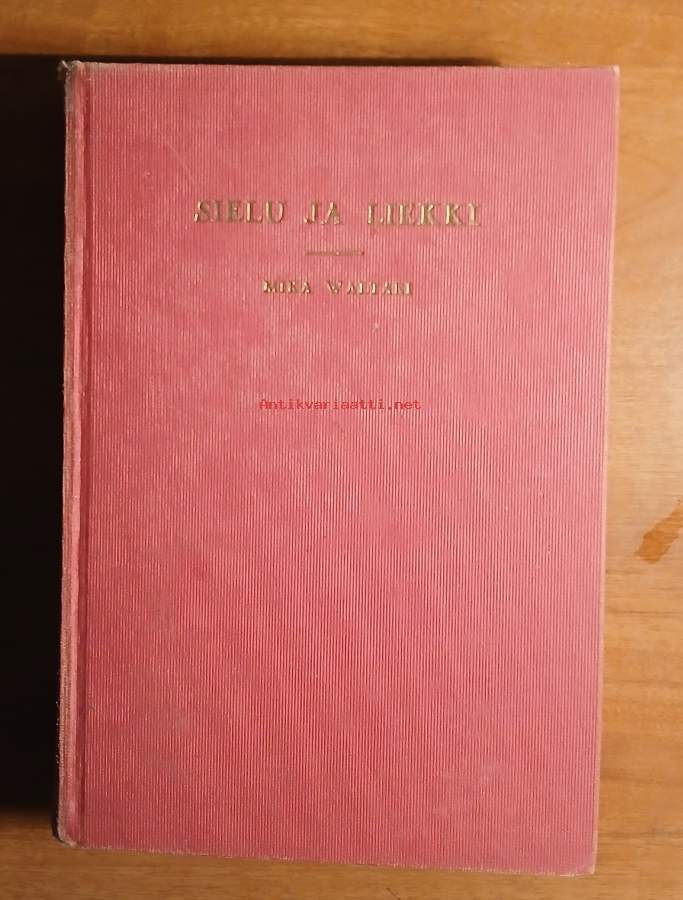 SIELU JA LIEKKI
MIKA WALTARI
Antikvariaatti.net